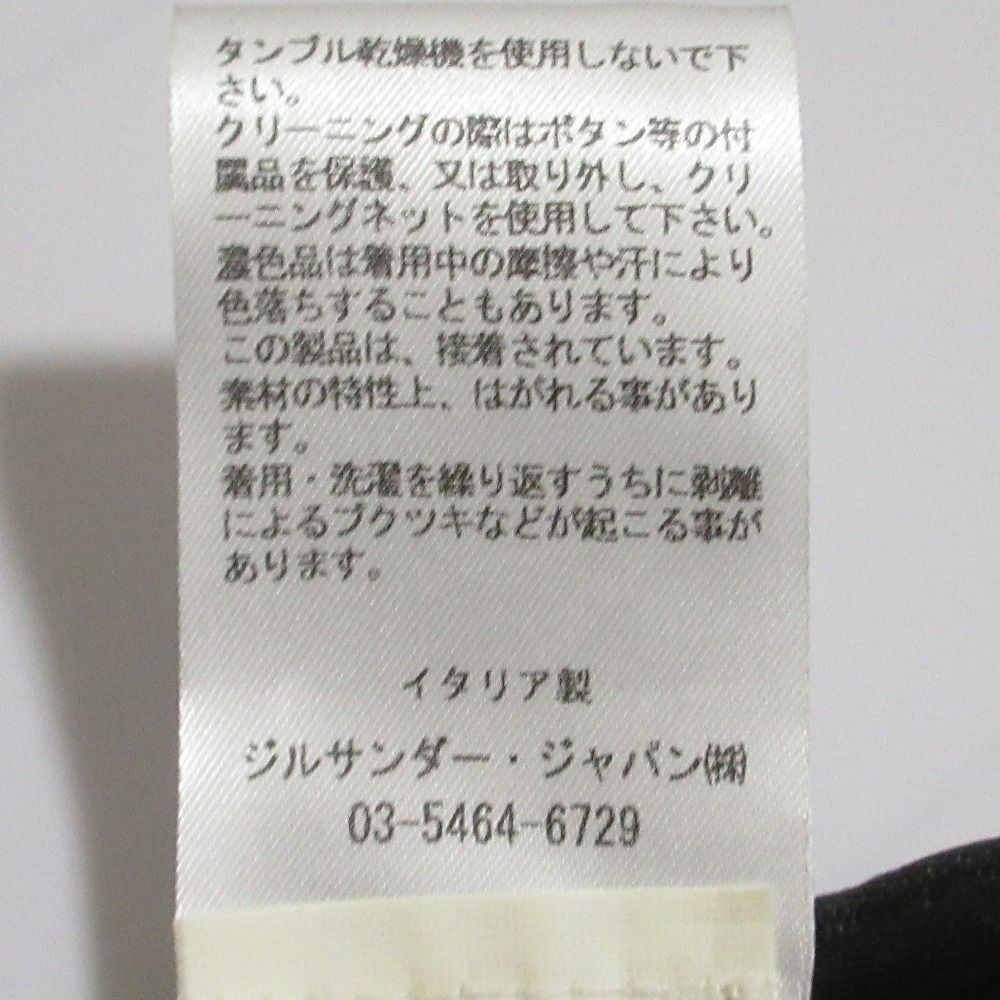 タンブル乾燥機を使用しないで下
さい。
クリーニングの際はボタン等の付
属品を保護、又は取り外し、クリ
ーニングネットを使用して下さい。
濃色品は着用中の摩擦や汗により
色落ちすることもあります。
この製品は、接着されています。
素材の特性上、はがれる事があり
ます。
着用・洗濯を繰り返すうちに剥離
によるブクツキなどが起こる事が
あります。
イタリア製
ジルサンダー・ジャパン㈱
03-5464-6729